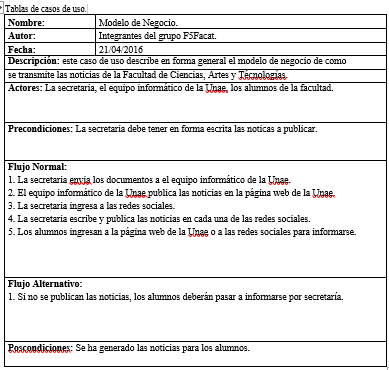 Tablas de casos de uso.
Nombre: Modelo de Negocio.
Autor: Integrantes del grupo F5Facat.
Fecha: 21/04/2016
Descripción: este caso de uso describe en forma general el modelo de negocio de como
se transmite las noticias de la Facultad de Ciencias, Artes y Técnologías.
Actores: La secretaria, el equipo informático de la Unae, los alumnos de la facultad.
Precondiciones: La secretaria debe tener en forma escrita las noticas a publicar.
Flujo Normal:
1. La secretaria envia los documentos a el equipo informático de la Unae.
2. El equipo informático de la Unae publica las noticias en la página web de la Unae.
3. La secretaria ingresa a las redes sociales.
4. La secretaria escribe y publica las noticias en cada una de las redes sociales.
5. Los alumnos ingresan a la página web de la Unae o a las redes sociales para informarse.
Flujo Alternativo:
1. Si no se publican las noticias, los alumnos deberán pasar a informarse por secretaría.
Poscondiciones: Se ha generado las noticias para los alumnos.